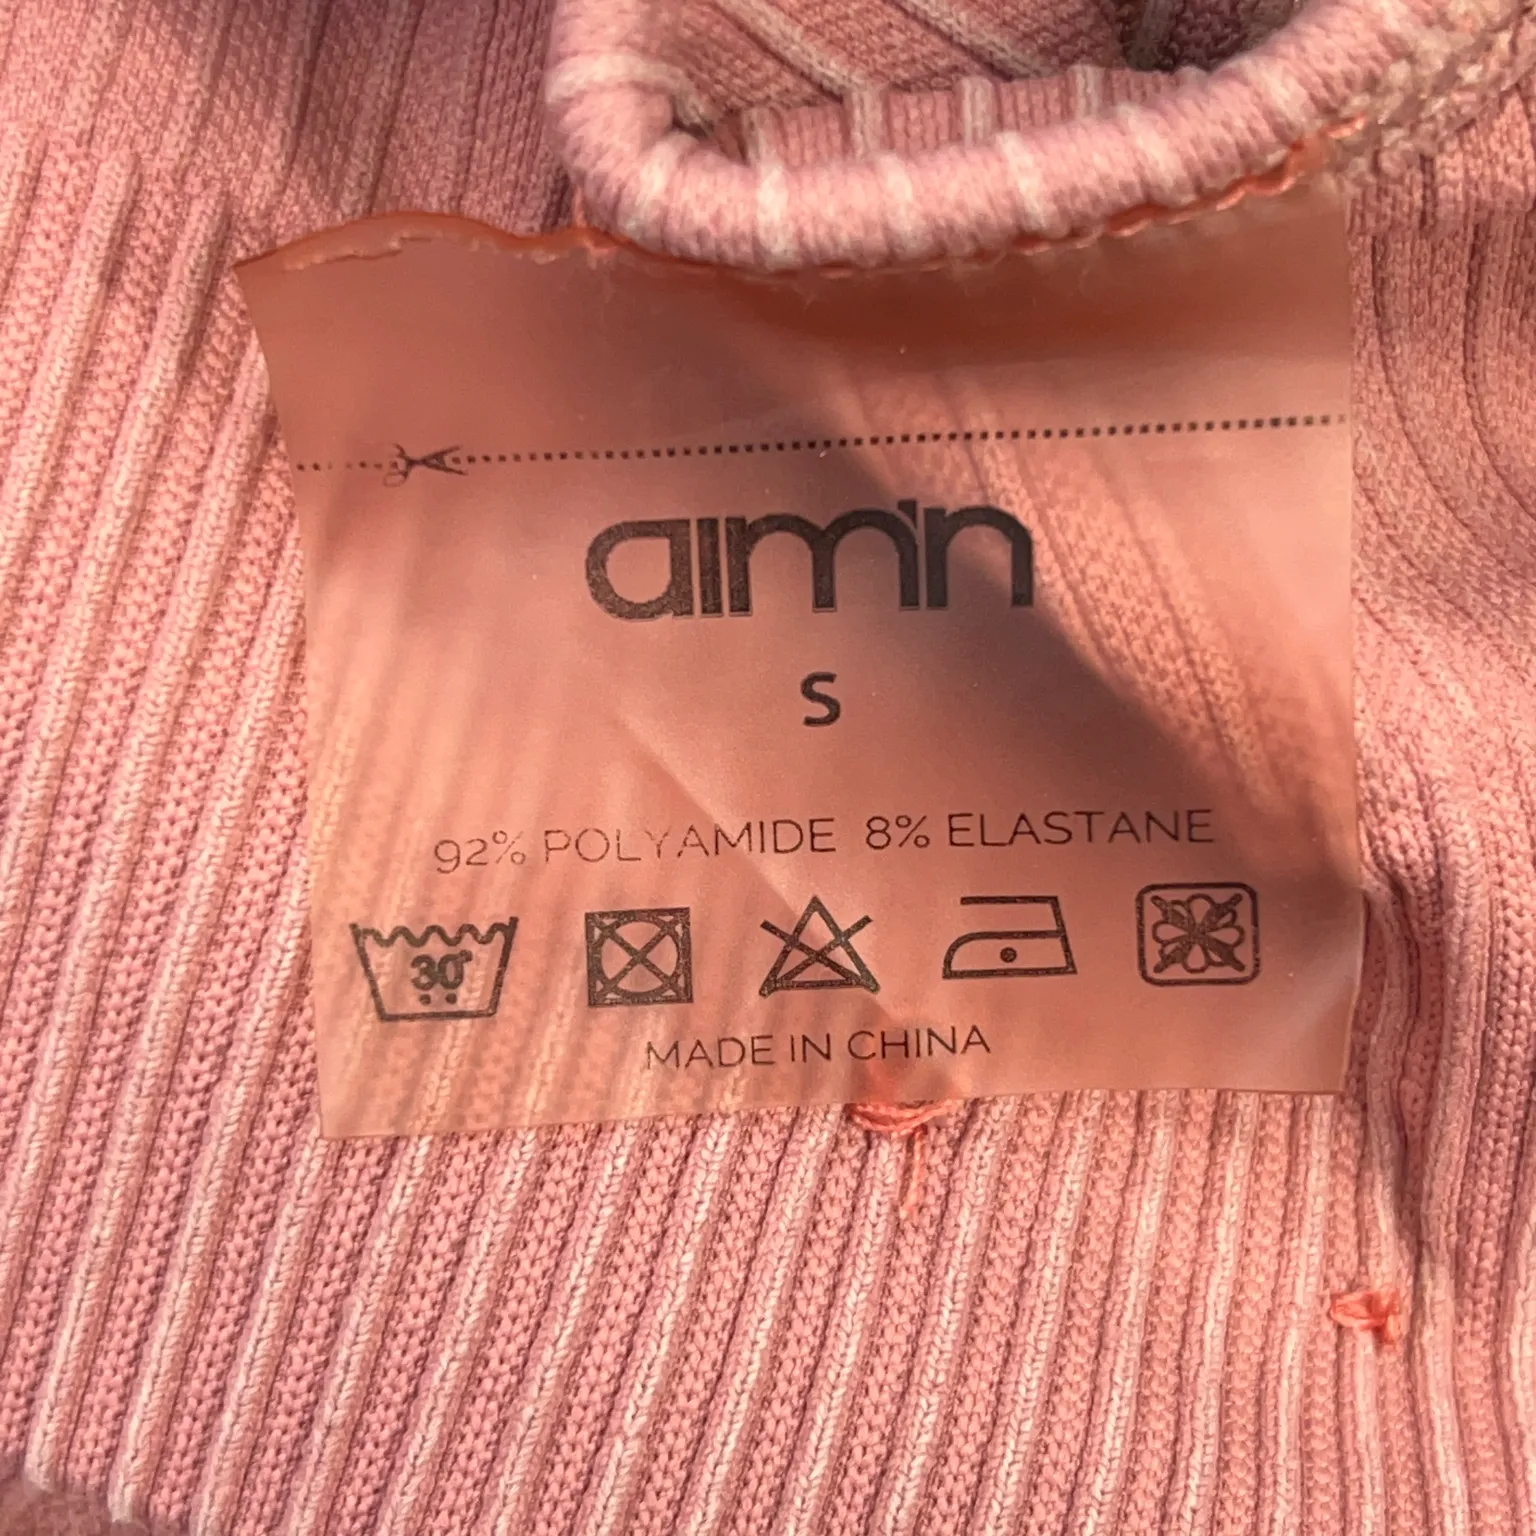 aim'n
S
92% POLYAMIDE 8% ELASTANE
30°
MADE IN CHINA